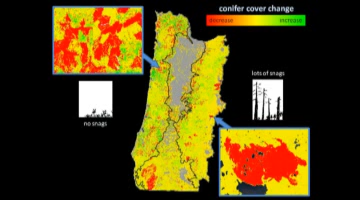 conifer cover change
decrease increase
lots of snags
no snags